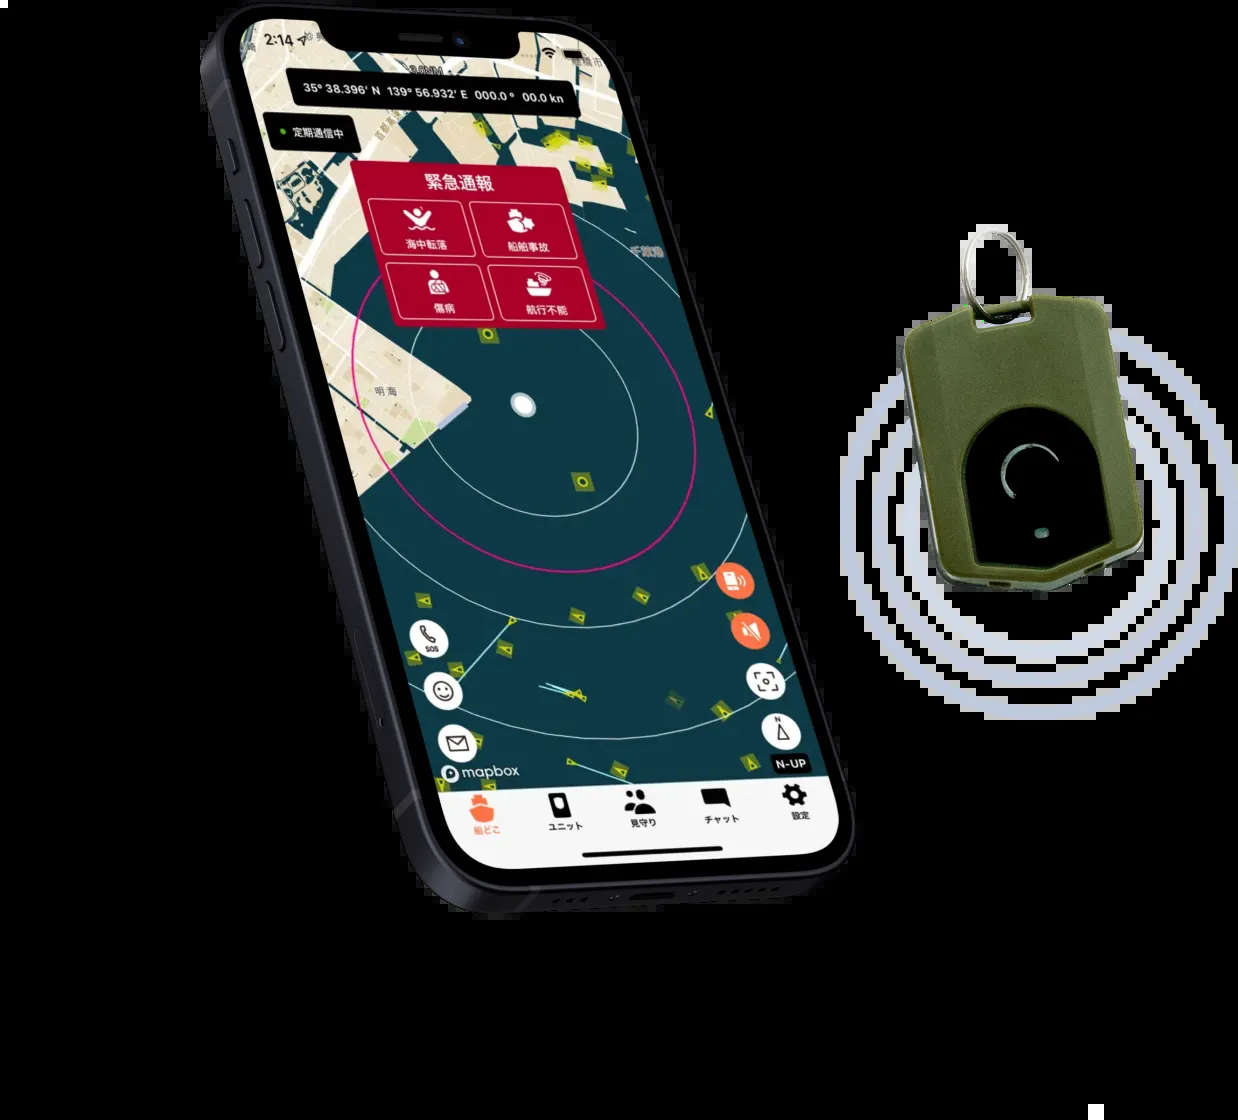 2:14
35° 38.396' N 139° 56.932' E 000.0° 00.0 kn
定期通信中
緊急通報
海中転落
船舶事故
傷病
航行不能
千葉港
明海
SOS
N
N-UP
mapbox
船どこ
ユニット
見守り
チャット
設定